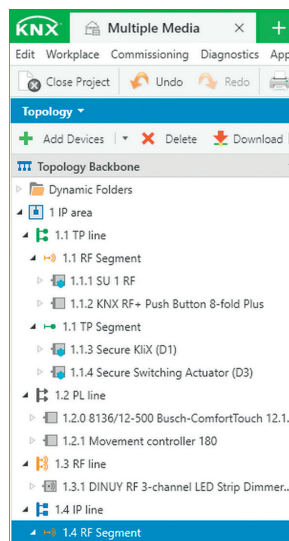 KNX Multiple Media × +
Edit Workplace Commissioning Diagnostics App
Close Project Undo Redo
Topology
Add Devices Delete Download
Topology Backbone
Dynamic Folders
1 IP area
1.1 TP line
1.1 RF Segment
1.1.1 SU 1 RF
1.1.2 KNX RF+ Push Button 8-fold Plus
1.1 TP Segment
1.1.3 Secure KliX (D1)
1.1.4 Secure Switching Actuator (D3)
1.2 PL line
1.2.0 8136/12-500 Busch-ComfortTouch 12.1..
1.2.1 Movement controller 180
1.3 RF line
1.3.1 DINUY RF 3-channel LED Strip Dimmer..
1.4 IP line
1.4 RF Segment